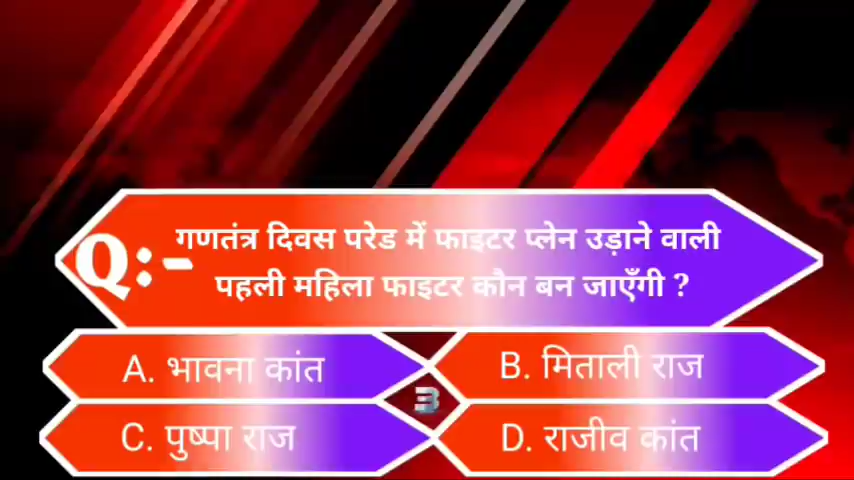 Q:-
गणतंत्र दिवस परेड में फाइटर प्लेन उड़ाने वाली
पहली महिला फाइटर कौन बन जाएँगी ?
A. भावना कांत
B. मिताली राज
3
C. पुष्पा राज
D. राजीव कांत